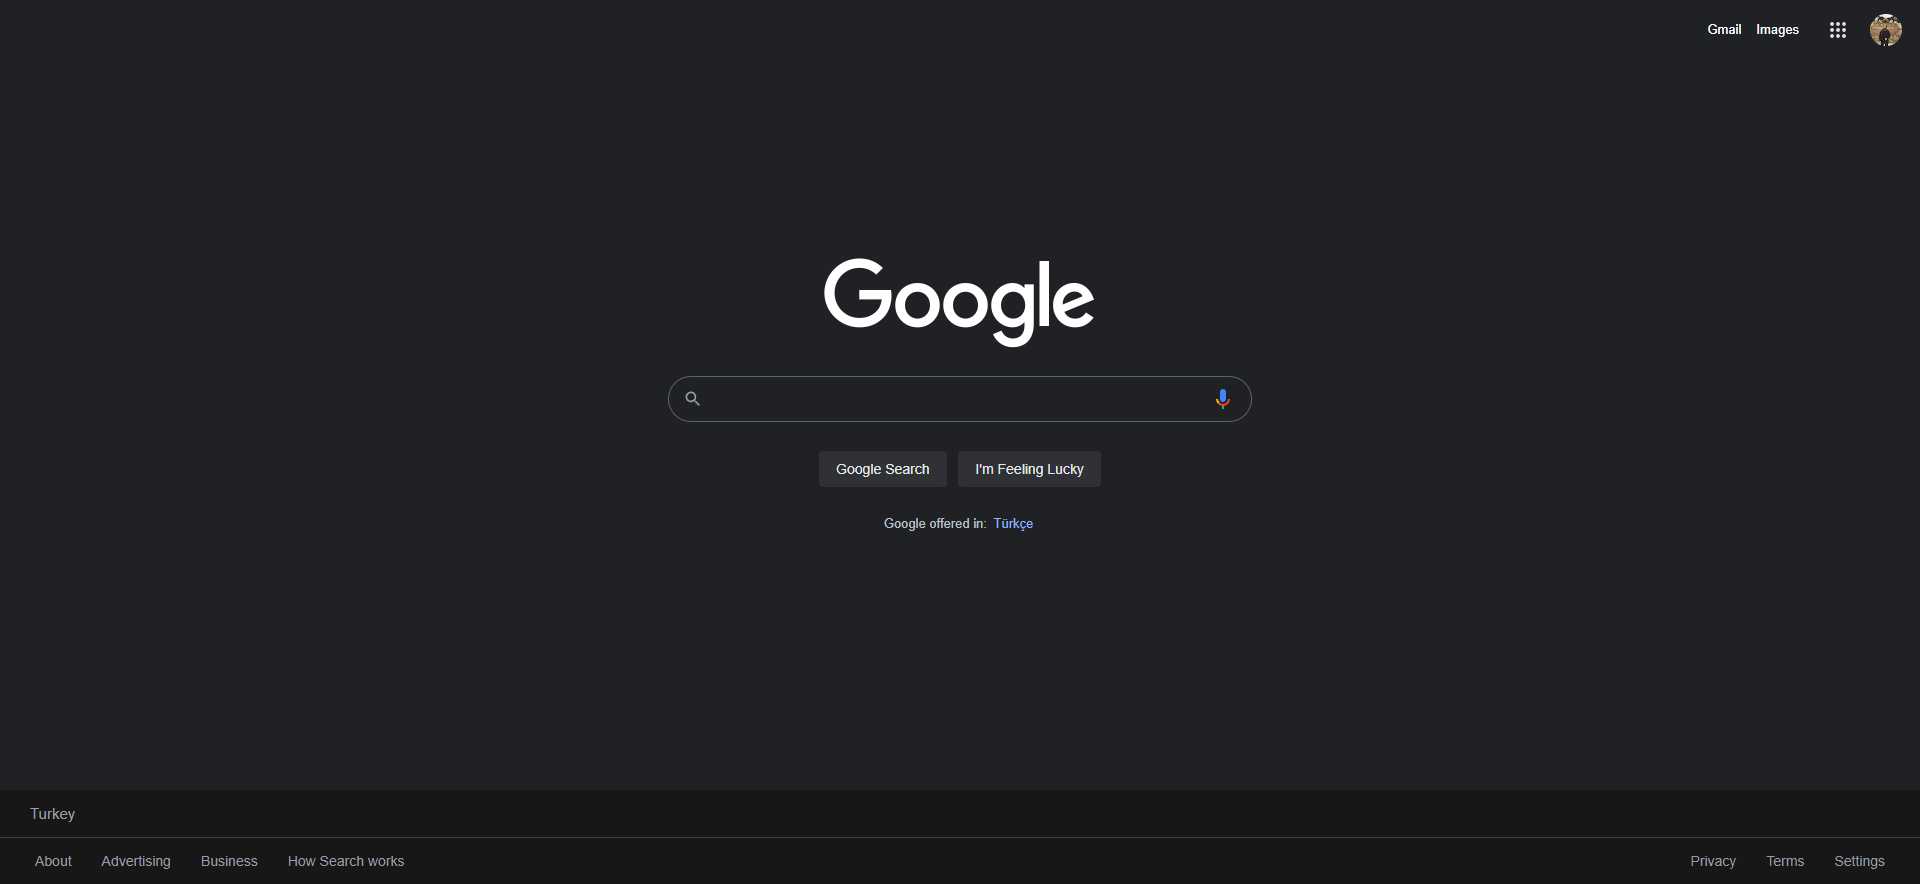 Gmail Images
Google
Google Search I'm Feeling Lucky
Google offered in: Türkçe
Turkey
About Advertising Business How Search works Privacy Terms Settings